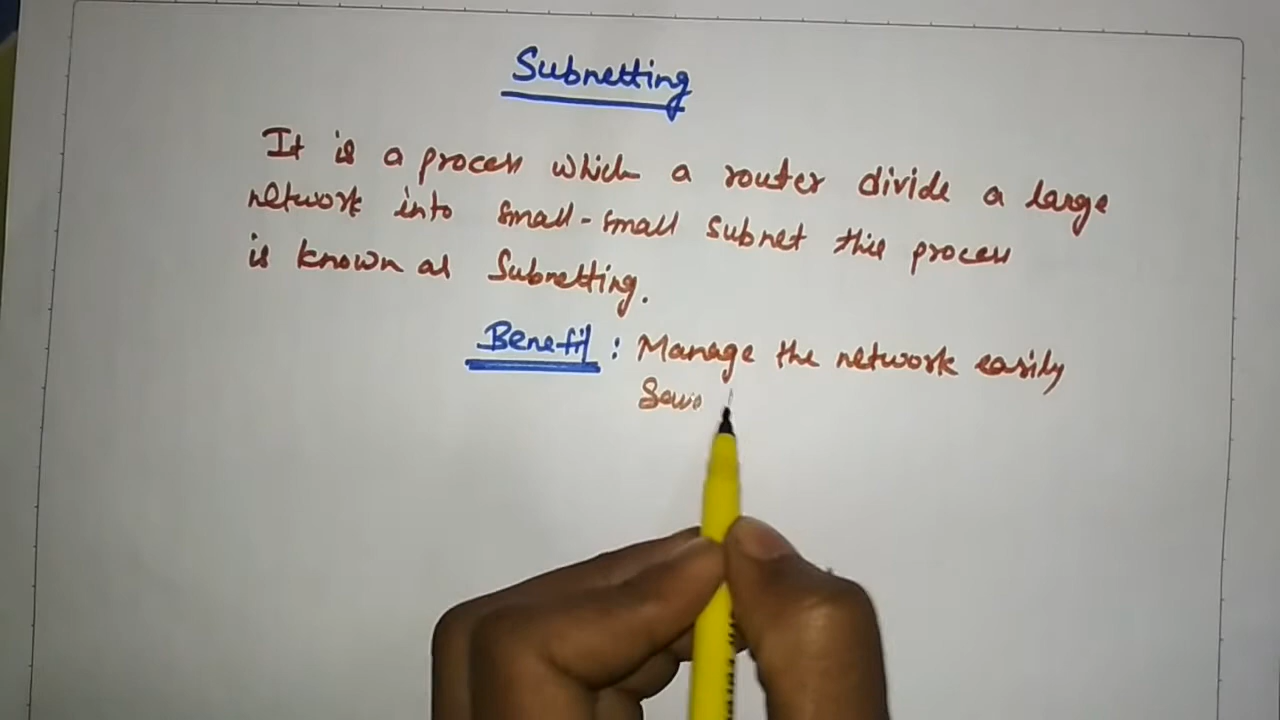 Subnetting
It is a process which a router divide a large
network into small-small subnet this process
is known as Subnetting.
Benefit : Manage the network easily